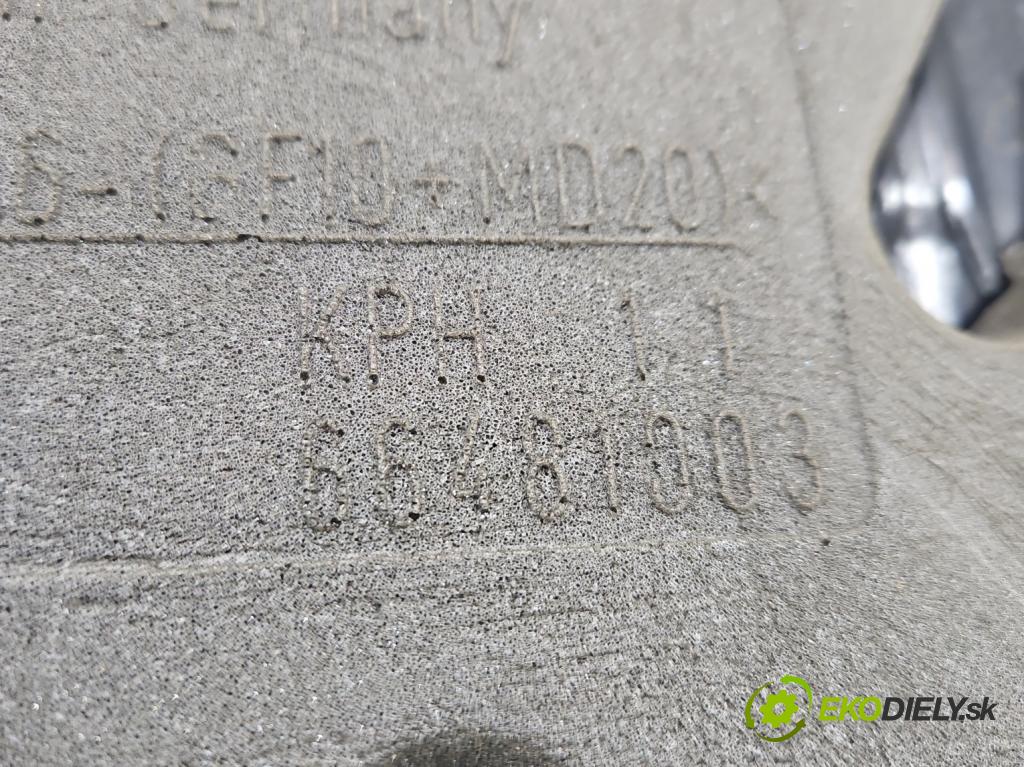 Germany
6-(GF10+MD20)<
KPH 1.1
66481003
EKODIELY.sk